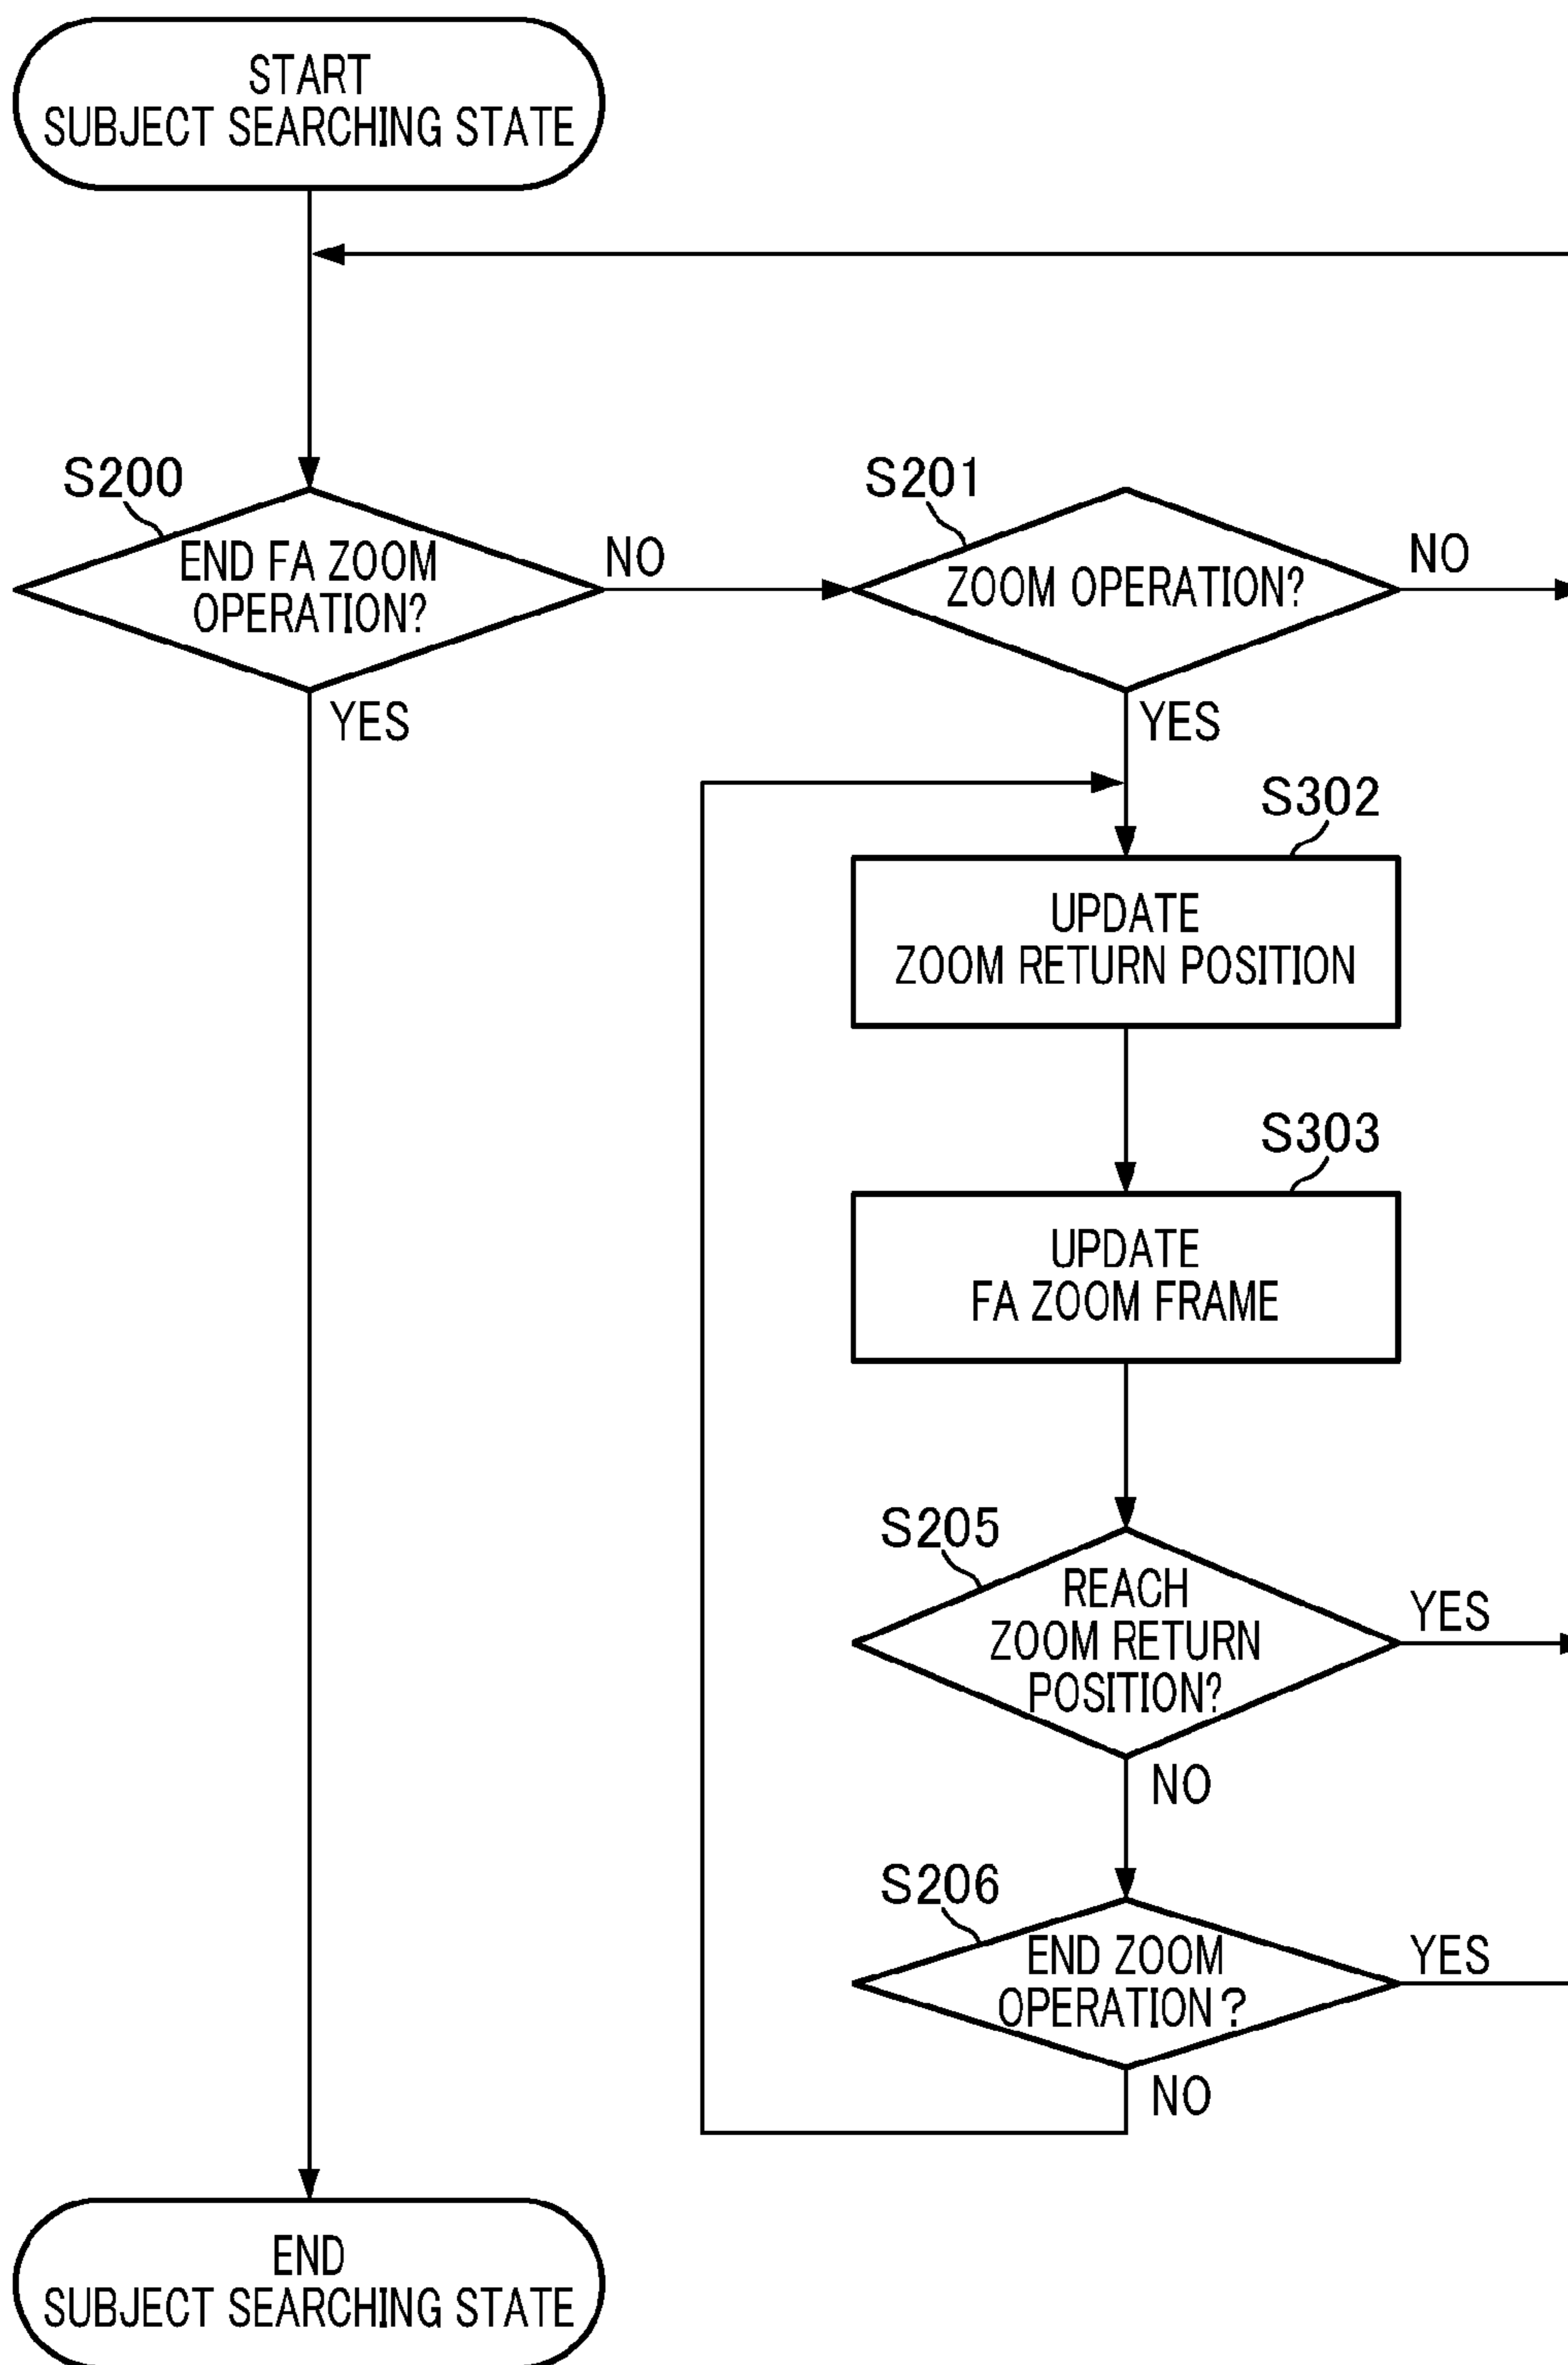 START
SUBJECT SEARCHING STATE
S200
END FA ZOOM
OPERATION?
NO
YES
S201
ZOOM OPERATION?
NO
YES
S302
UPDATE
ZOOM RETURN POSITION
S303
UPDATE
FA ZOOM FRAME
S205
REACH
ZOOM RETURN
POSITION?
YES
NO
S206
END ZOOM
OPERATION?
YES
NO
END
SUBJECT SEARCHING STATE